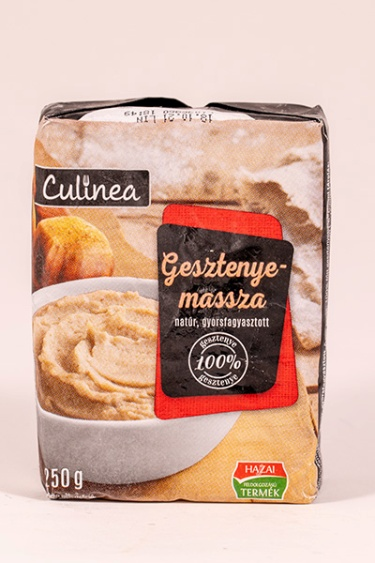 Culinea
Gesztenye-
massza
natúr, gyorsfagyasztott
gesztenye
100%
gesztenye
250 g
HAZAI
FELDOLGOZÁSÚ
TERMÉK